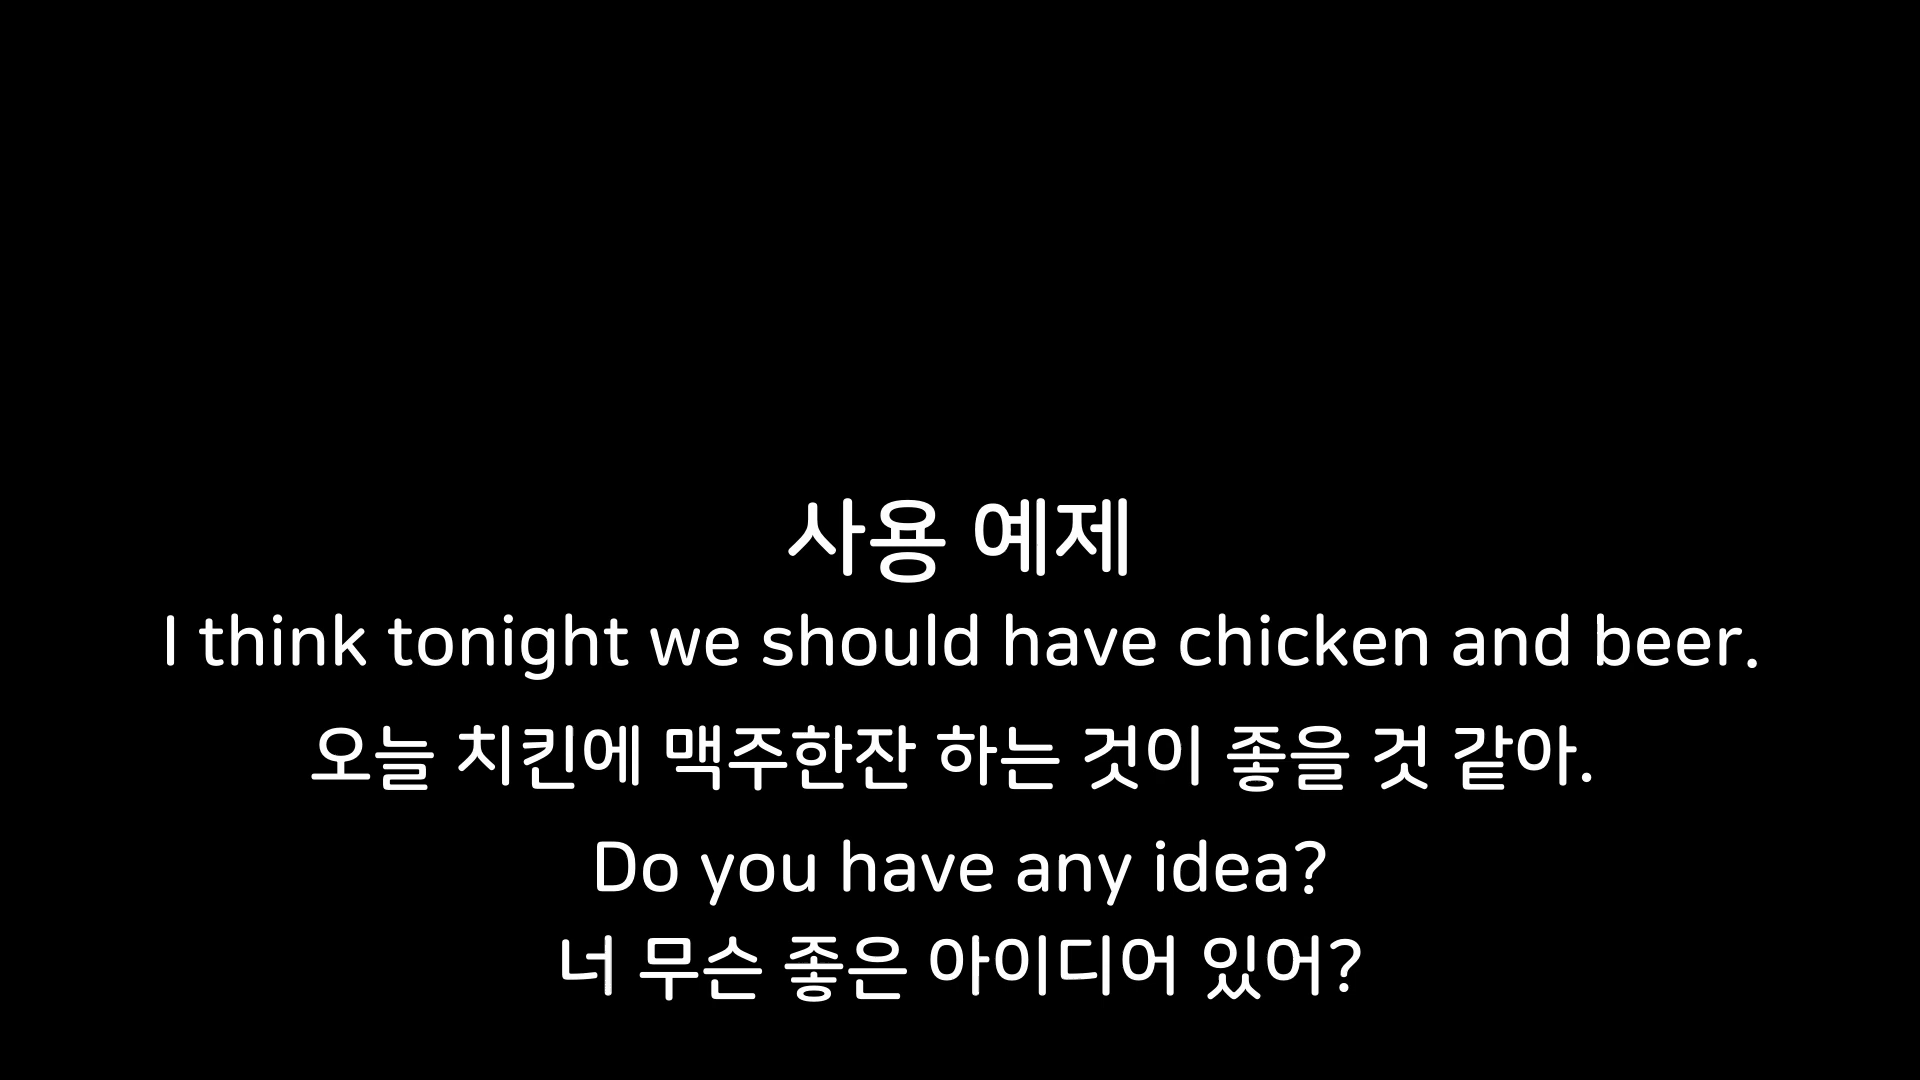 사용 예제
I think tonight we should have chicken and beer.
오늘 치킨에 맥주한잔 하는 것이 좋을 것 같아.
Do you have any idea?
너 무슨 좋은 아이디어 있어?